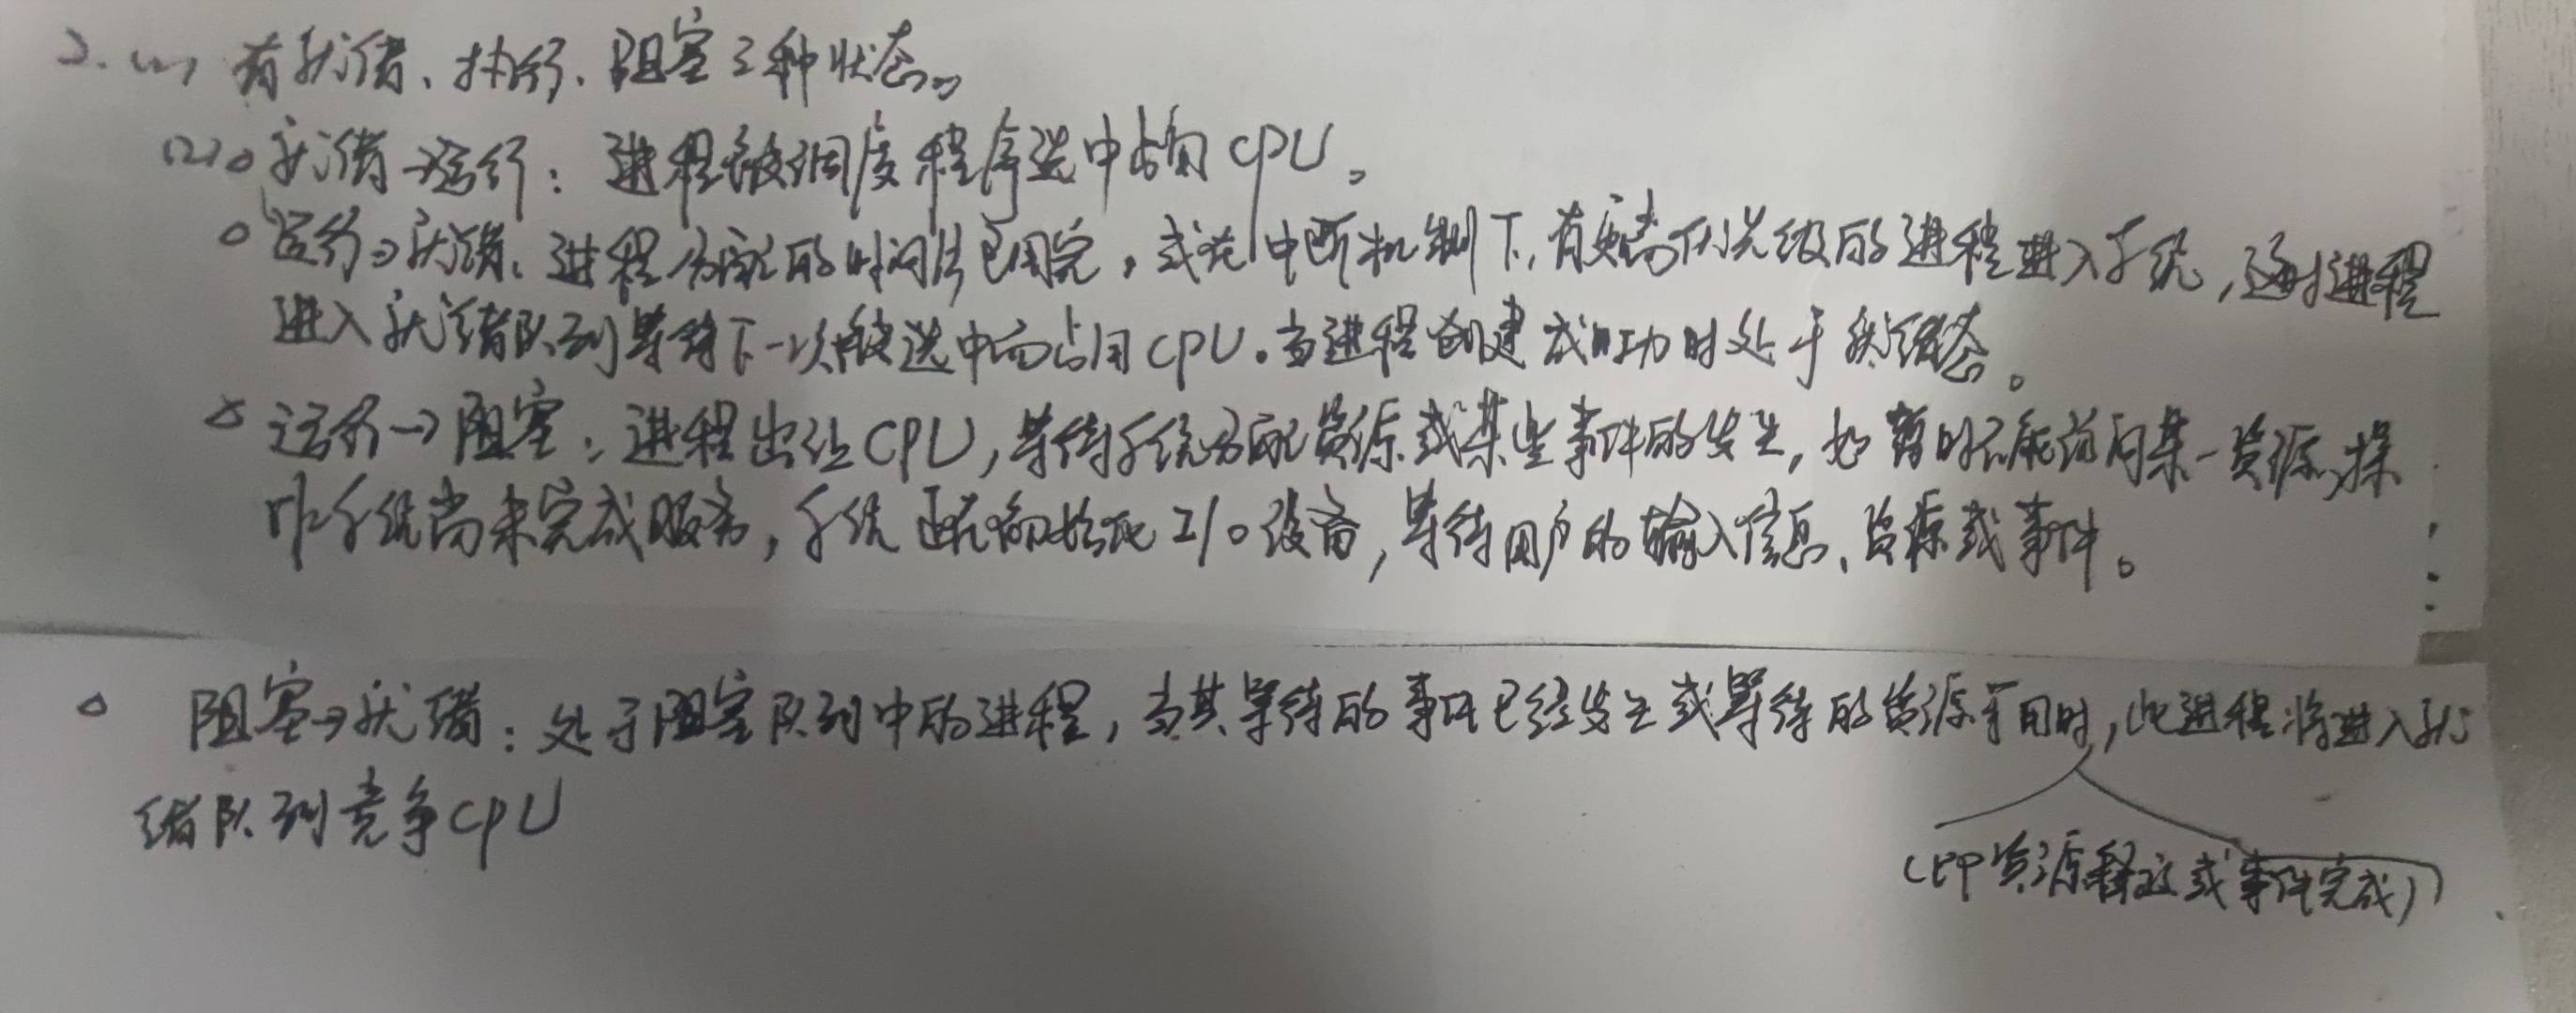 2. (1) 有就绪、执行、阻塞三种状态。
(2) 。就绪→运行：进程被调度程序选中占用CPU。
。运行→就绪：进程分配的时间片已用完，或在中断机制下，有更高优先级的进程进入系统，这时进程
进入就绪队列等待下一次被选中而占用CPU。当进程创建成功时处于就绪态。
。运行→阻塞：进程出让CPU，等待系统分配资源或某些事件的发生，如暂时不能访问某一资源，操
作系统尚未完成服务，系统正在初始化I/O设备，等待用户的输入信息、资源或事件。
。阻塞→就绪：处于阻塞队列中的进程，当其等待的事件已经发生或等待的资源可用时，此进程将进入就
绪队列竞争CPU
（即资源释放或事件完成）